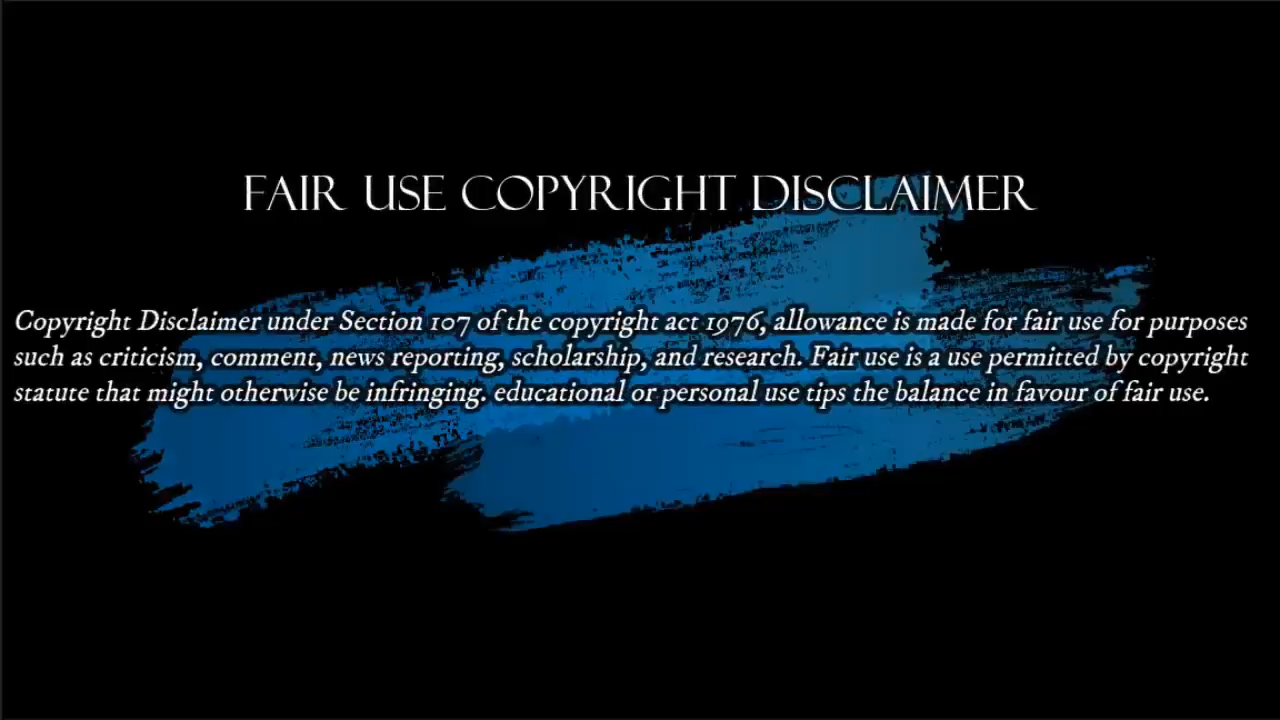 FAIR USE COPYRIGHT DISCLAIMER
Copyright Disclaimer under Section 107 of the copyright act 1976, allowance is made for fair use for purposes
such as criticism, comment, news reporting, scholarship, and research. Fair use is a use permitted by copyright
statute that might otherwise be infringing. educational or personal use tips the balance in favour of fair use.